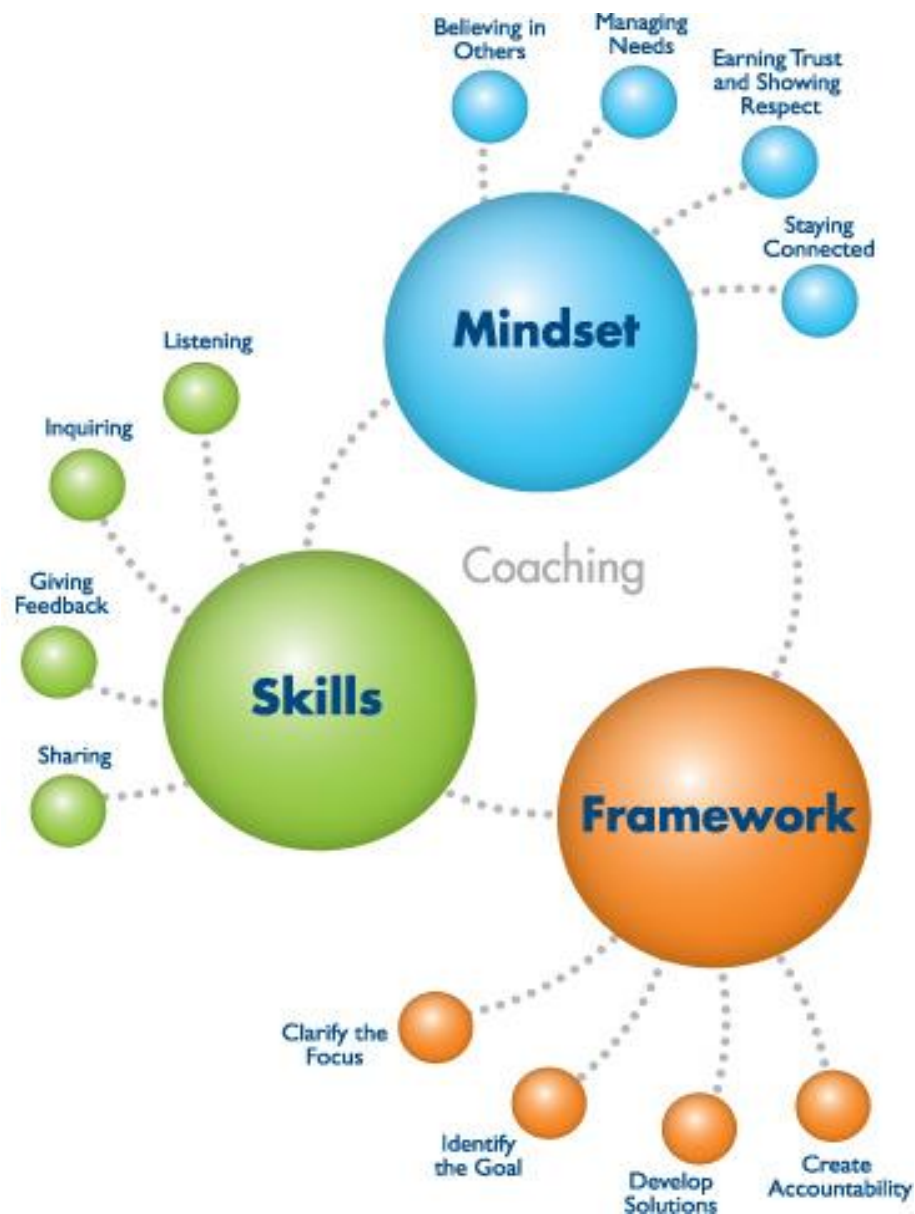 Believing in
Others
Managing
Needs
Earning Trust
and Showing
Respect
Staying
Connected
Mindset
Listening
Inquiring
Giving
Feedback
Sharing
Coaching
Skills
Framework
Clarify the
Focus
Identify
the Goal
Develop
Solutions
Create
Accountability